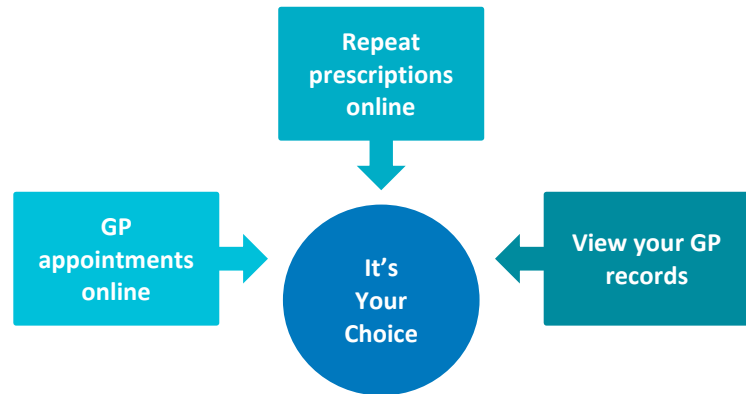 Repeat
prescriptions
online
GP
appointments
online
It’s
Your
Choice
View your GP
records